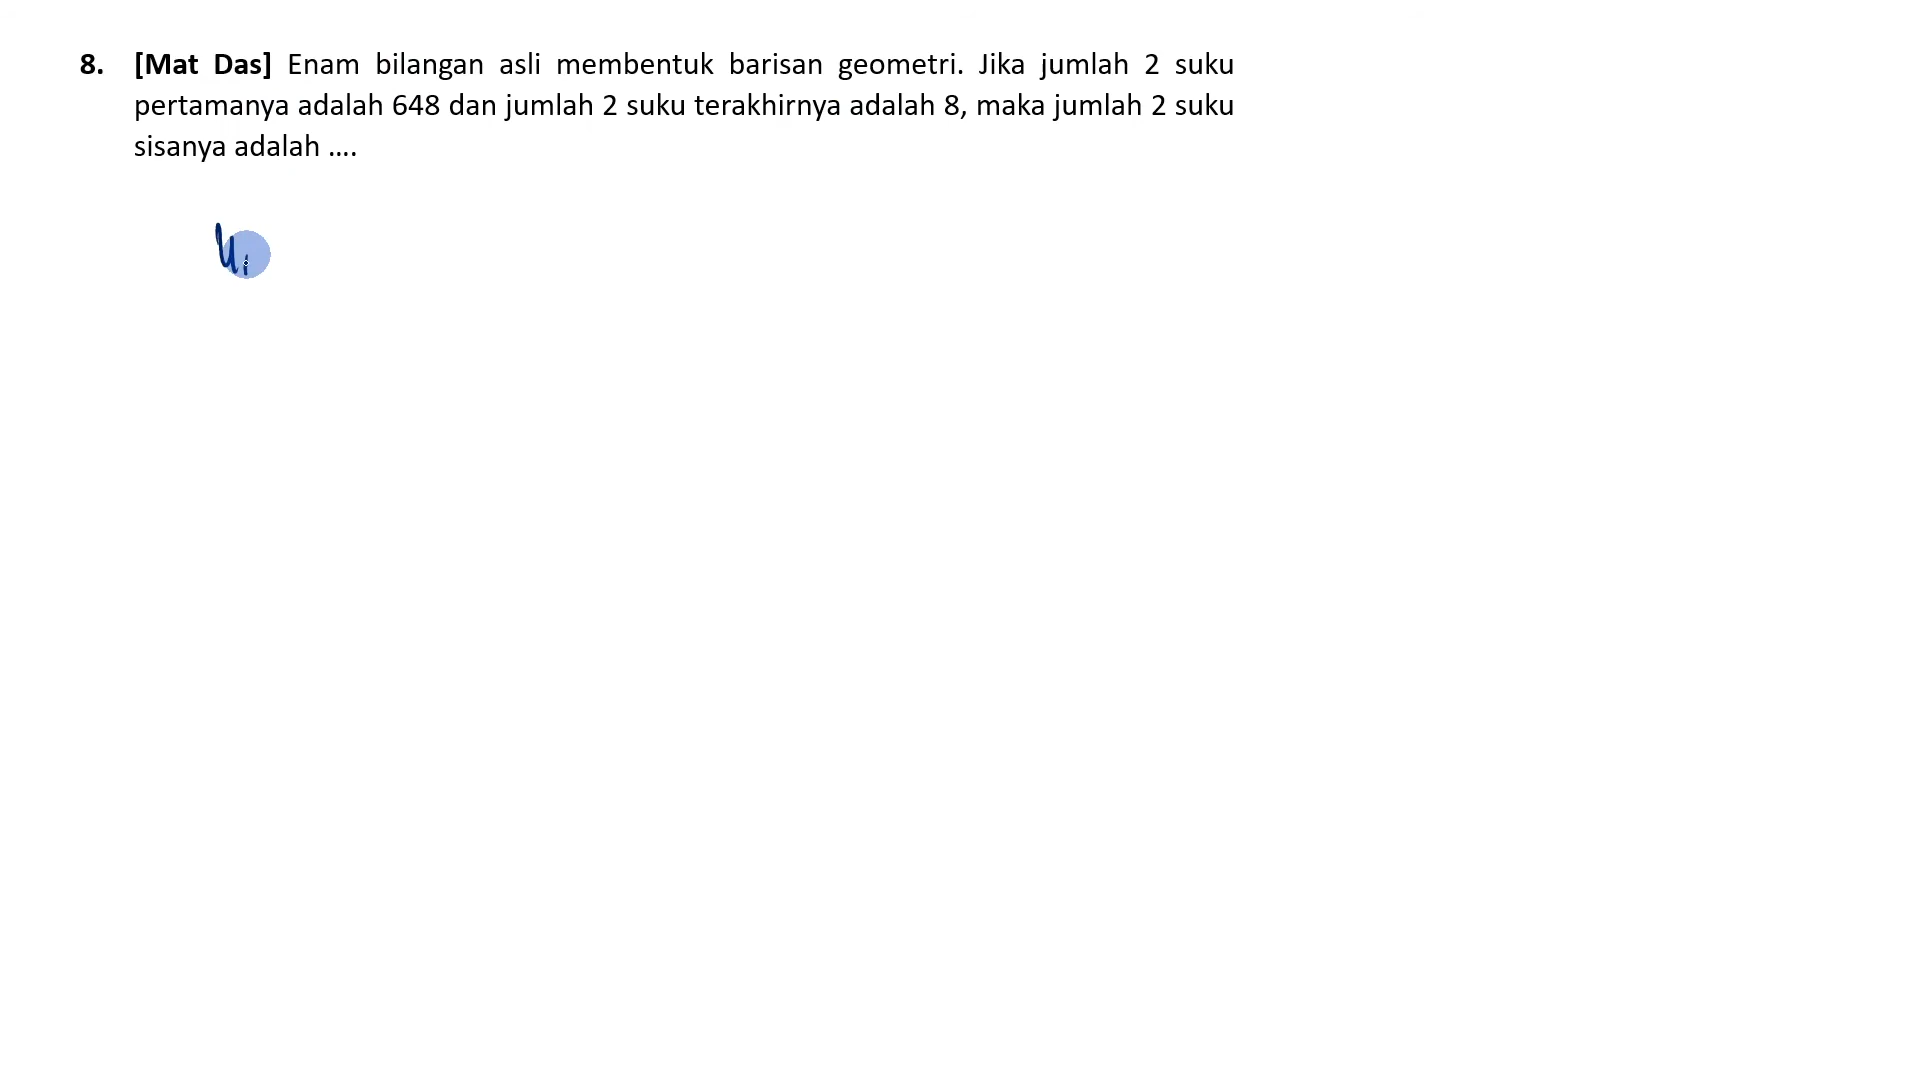 8. [Mat Das] Enam bilangan asli membentuk barisan geometri. Jika jumlah 2 suku
pertamanya adalah 648 dan jumlah 2 suku terakhirnya adalah 8, maka jumlah 2 suku
sisanya adalah ....
U₁